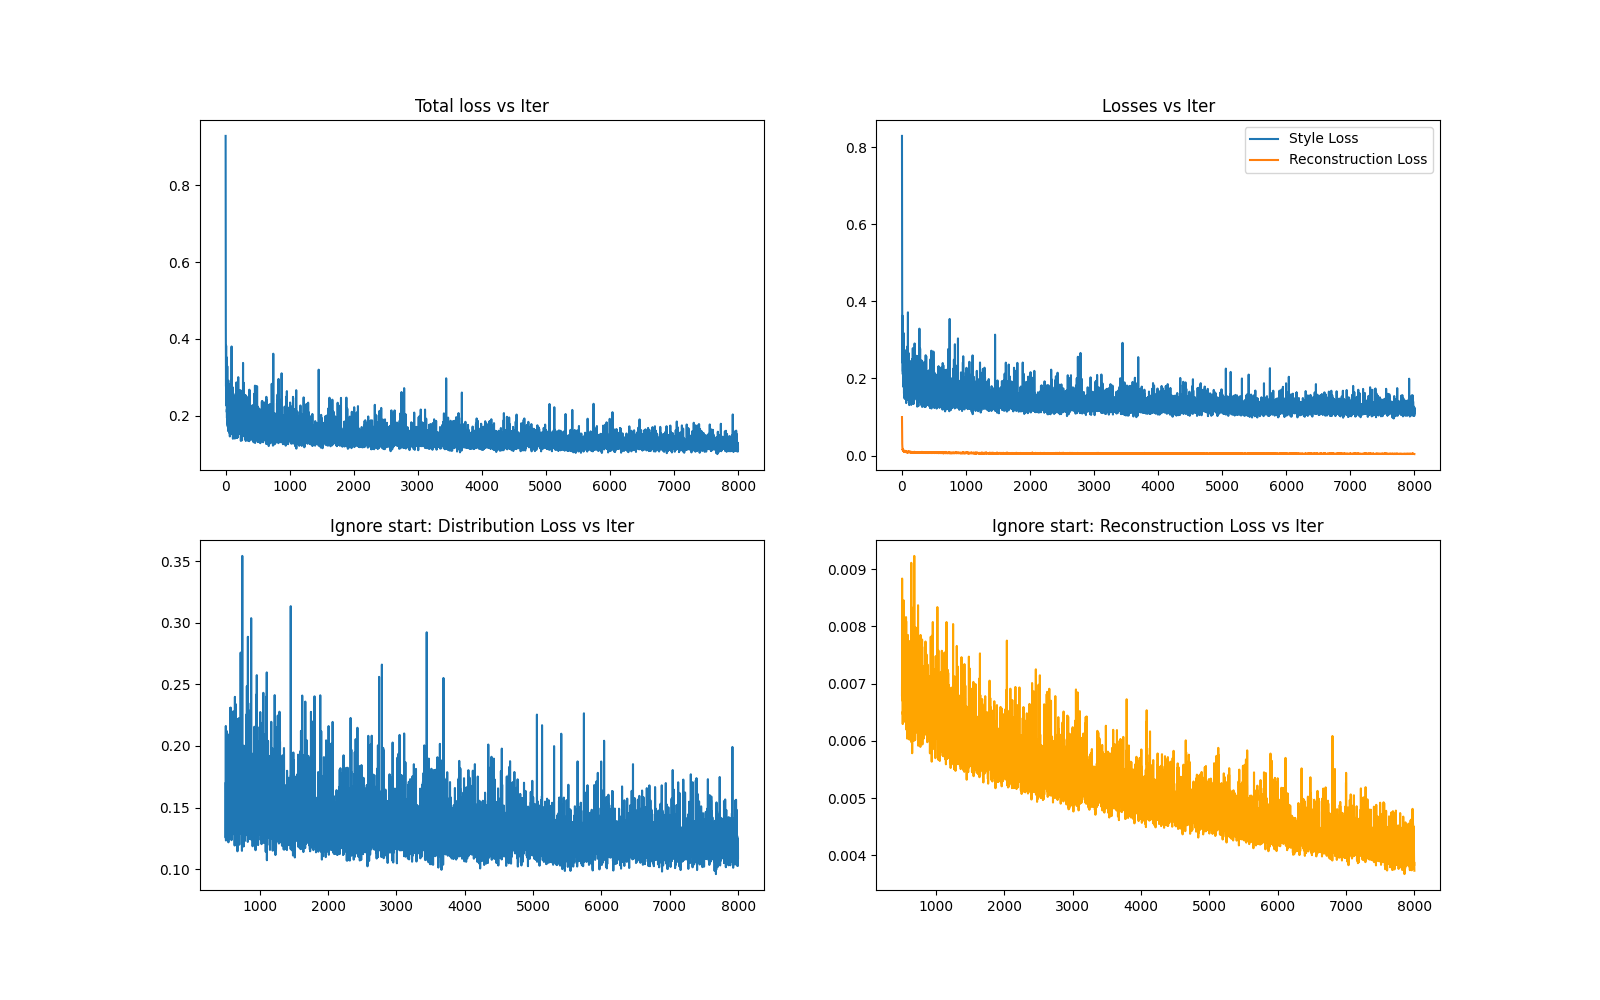 Total loss vs Iter
0.8
0.6
0.4
0.2
0 1000 2000 3000 4000 5000 6000 7000 8000
Losses vs Iter
Style Loss
Reconstruction Loss
0.8
0.6
0.4
0.2
0.0
0 1000 2000 3000 4000 5000 6000 7000 8000
Ignore start: Distribution Loss vs Iter
0.35
0.30
0.25
0.20
0.15
0.10
1000 2000 3000 4000 5000 6000 7000 8000
Ignore start: Reconstruction Loss vs Iter
0.009
0.008
0.007
0.006
0.005
0.004
1000 2000 3000 4000 5000 6000 7000 8000